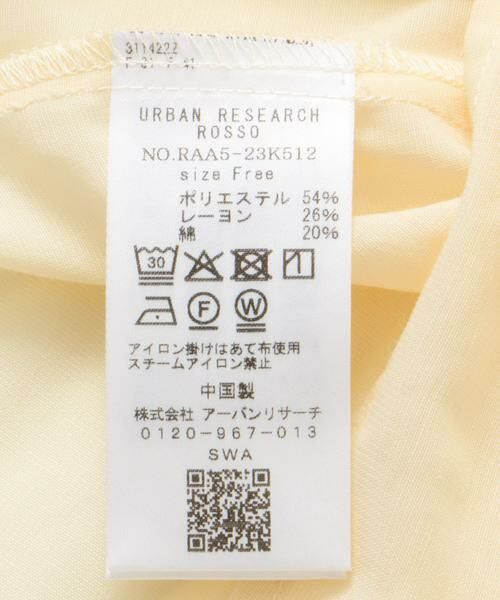 3114222
URBAN RESEARCH
ROSSO
NO.RAA5-23K512
size Free
ポリエステル 54%
レーヨン 26%
綿 20%
30
F W
アイロン掛けはあて布使用
スチームアイロン禁止
中国製
株式会社 アーバンリサーチ
0120-967-013
SWA